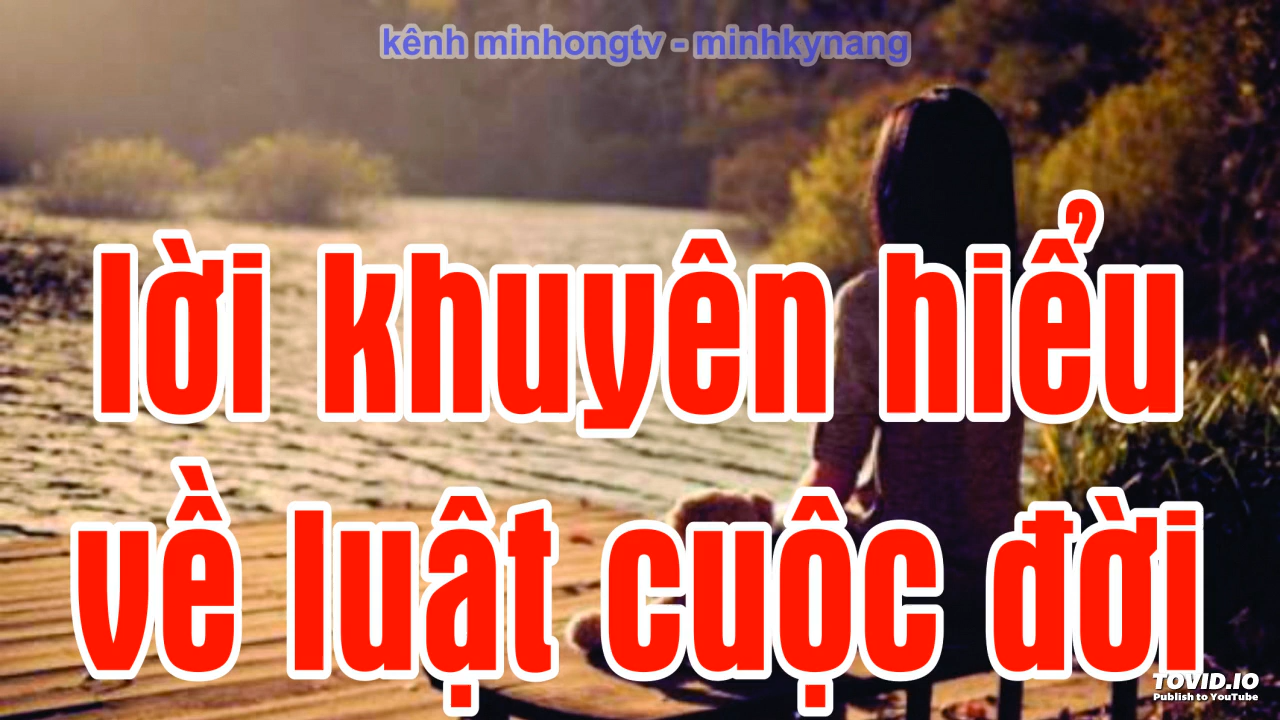 kênh minhongtv - minhkynang
lời khuyên hiểu
về luật cuộc đời
TOVID.IO
Publish to YouTube